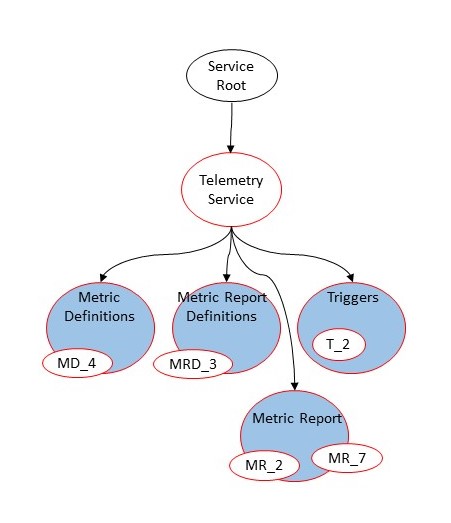 Service
Root
Telemetry
Service
Metric
Definitions
MD_4
Metric Report
Definitions
MRD_3
Triggers
T_2
Metric Report
MR_2
MR_7